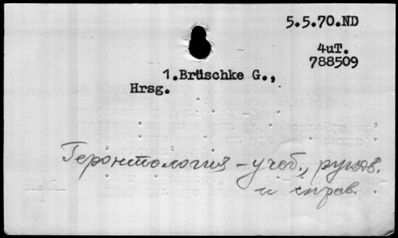 5.5.70.ND
4uT.
788509
1.Brüschke G.,
Hrsg.
Геронтология - учеб., руков.
и справ.